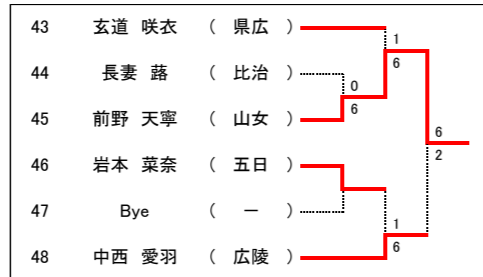 43 玄道 咲衣 ( 県広 )
1
44 長妻 蕗 ( 比治 )
6
0
45 前野 天寧 ( 山女 )
6
6
46 岩本 菜奈 ( 五日 )
2
47 Bye ( ー )
1
48 中西 愛羽 ( 広陵 )
6